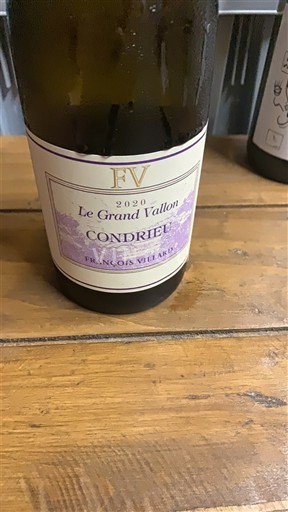 FV
2020
Le Grand Vallon
CONDRIEU
FRANÇOIS VILLARD